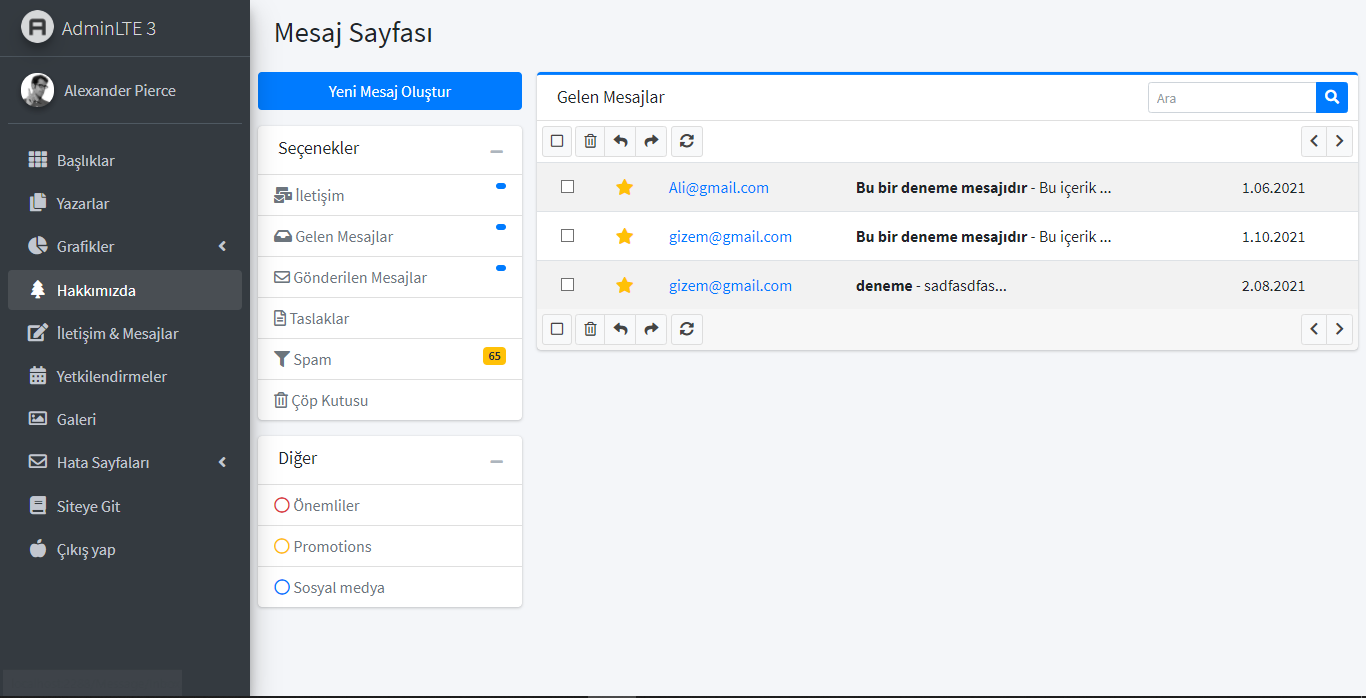 AdminLTE 3
Alexander Pierce
Başlıklar
Yazarlar
Grafikler
Hakkımızda
İletişim & Mesajlar
Yetkilendirmeler
Galeri
Hata Sayfaları
Siteye Git
Çıkış yap
Mesaj Sayfası
Yeni Mesaj Oluştur
Seçenekler
İletişim
Gelen Mesajlar
Gönderilen Mesajlar
Taslaklar
Spam 65
Çöp Kutusu
Diğer
Önemliler
Promotions
Sosyal medya
Gelen Mesajlar
Ara
Ali@gmail.com Bu bir deneme mesajıdır - Bu içerik ... 1.06.2021
gizem@gmail.com Bu bir deneme mesajıdır - Bu içerik ... 1.10.2021
gizem@gmail.com deneme - sadfasdfas... 2.08.2021